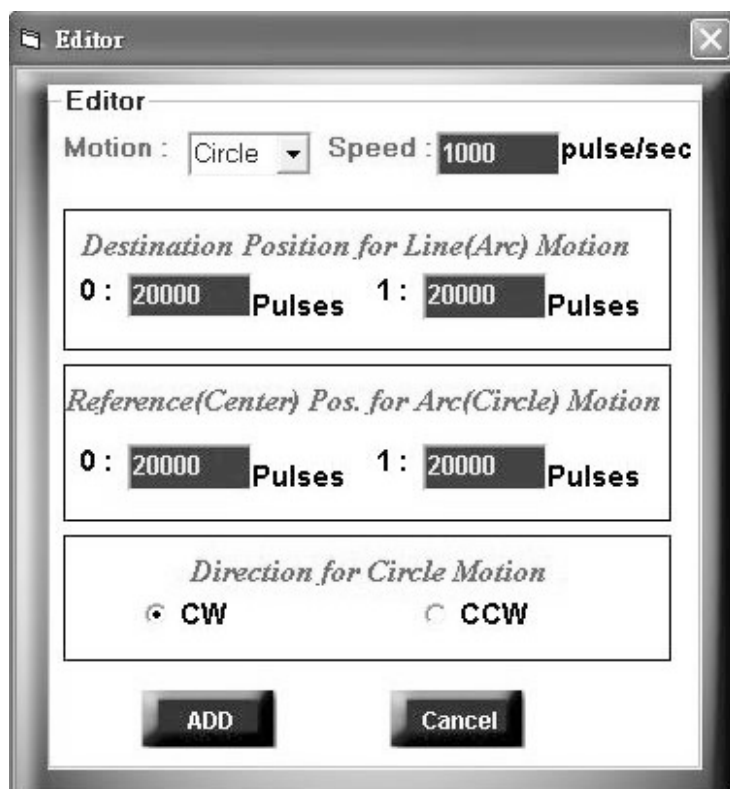 Editor
Editor
Motion : Circle Speed : 1000 pulse/sec
Destination Position for Line(Arc) Motion
0 : 20000 Pulses 1 : 20000 Pulses
Reference(Center) Pos. for Arc(Circle) Motion
0 : 20000 Pulses 1 : 20000 Pulses
Direction for Circle Motion
CW CCW
ADD Cancel